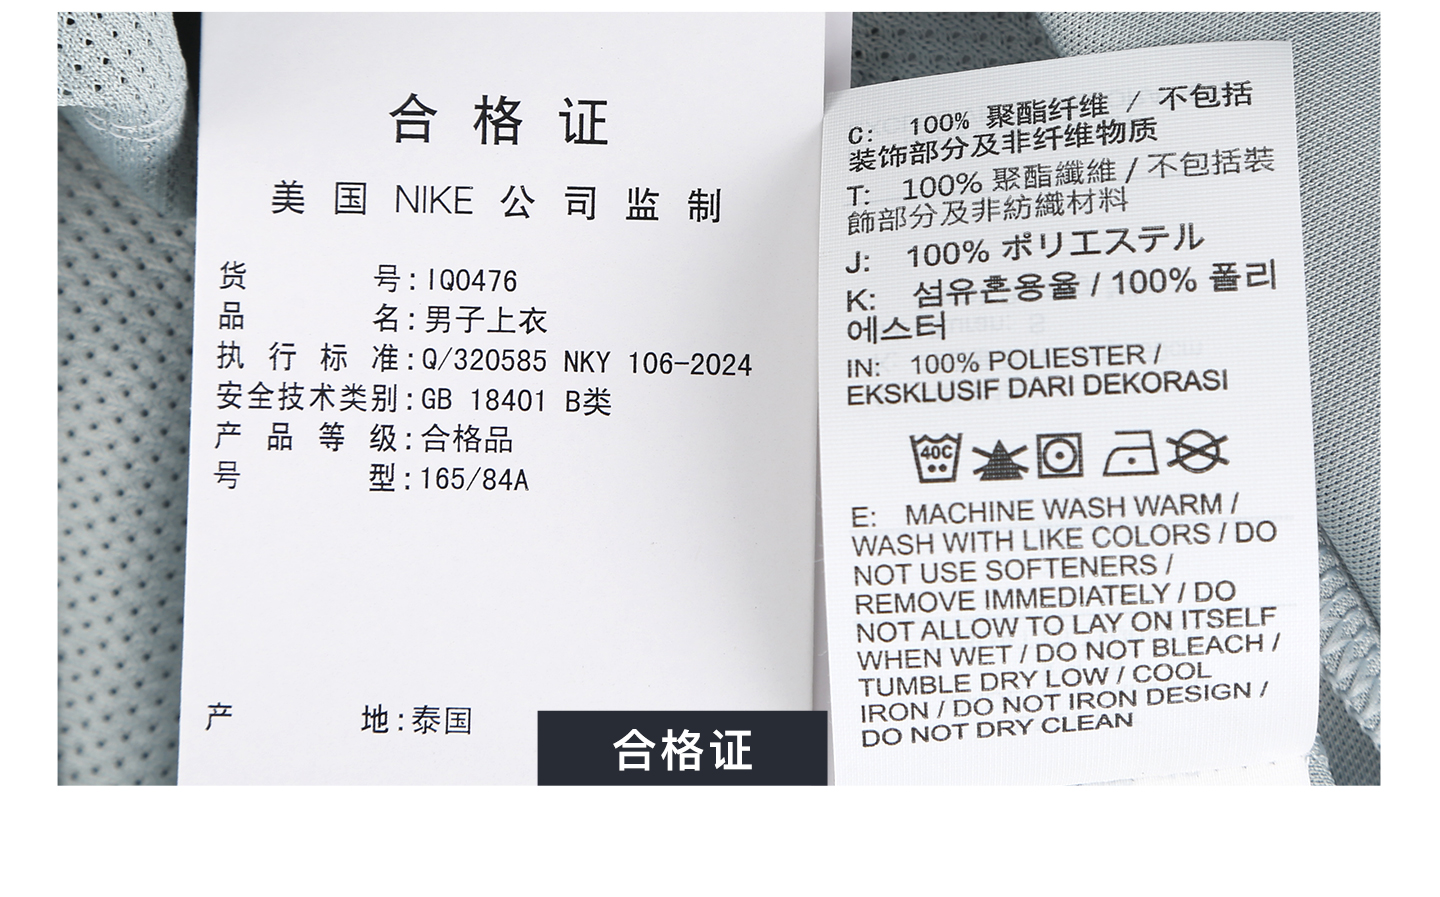 合格证
美国NIKE公司监制
货号:IQ0476
品名:男子上衣
执行标准:Q/320585 NKY 106-2024
安全技术类别:GB 18401 B类
产品等级:合格品
号型:165/84A
产地:泰国
合格证
C: 100% 聚酯纤维 / 不包括
装饰部分及非纤维物质
T: 100% 聚酯纖維 / 不包括裝
飾部分及非紡織材料
J: 100% ポリエステル
K: 섬유혼용율 / 100% 폴리
에스터
IN: 100% POLIESTER /
EKSKLUSIF DARI DEKORASI
40C
E: MACHINE WASH WARM /
WASH WITH LIKE COLORS / DO
NOT USE SOFTENERS /
REMOVE IMMEDIATELY / DO
NOT ALLOW TO LAY ON ITSELF
WHEN WET / DO NOT BLEACH /
TUMBLE DRY LOW / COOL
IRON / DO NOT IRON DESIGN /
DO NOT DRY CLEAN